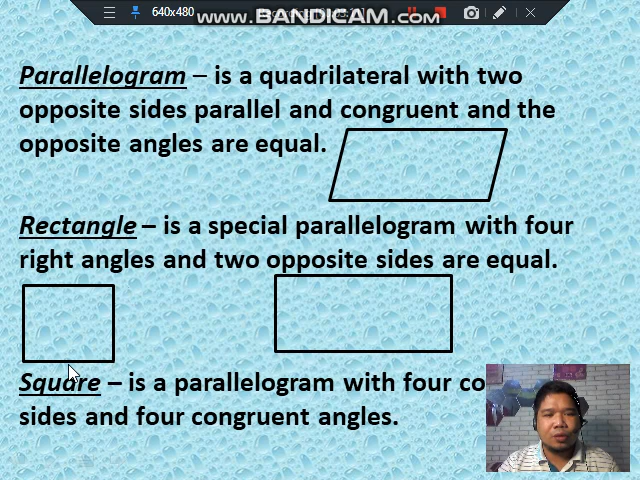 640x480
WWW.BANDICAM.COM
Parallelogram – is a quadrilateral with two
opposite sides parallel and congruent and the
opposite angles are equal.
Rectangle – is a special parallelogram with four
right angles and two opposite sides are equal.
Square – is a parallelogram with four co
sides and four congruent angles.